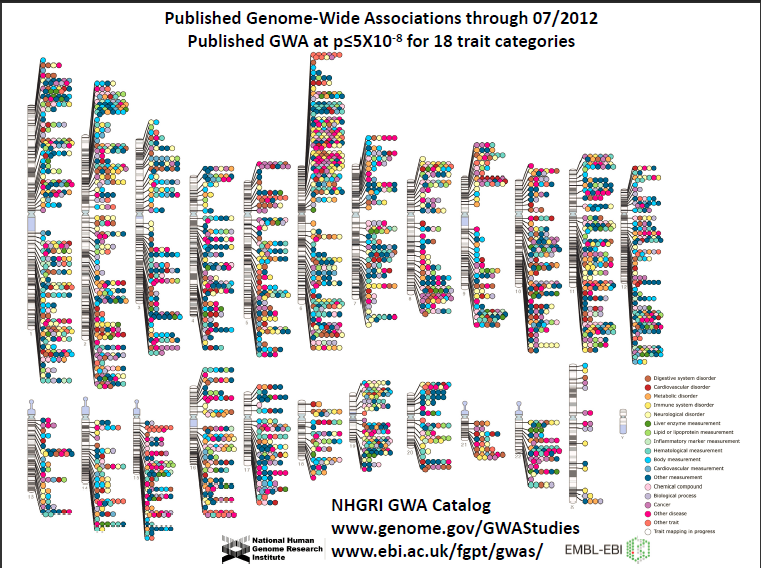 Published Genome-Wide Associations through 07/2012
Published GWA at p≤5X10-8 for 18 trait categories
Digestive system disorder
Cardiovascular disorder
Metabolic disorder
Immune system disorder
Neurological disorder
Liver enzyme measurement
Lipid or lipoprotein measurement
Inflammatory marker measurement
Hematological measurement
Body measurement
Cardiovascular measurement
Other measurement
Chemical compound
Biological process
Cancer
Other disease
Other trait
Trait mapping in progress
NHGRI GWA Catalog
www.genome.gov/GWAStudies
www.ebi.ac.uk/fgpt/gwas/
National Human
Genome Research
Institute
EMBL-EBI